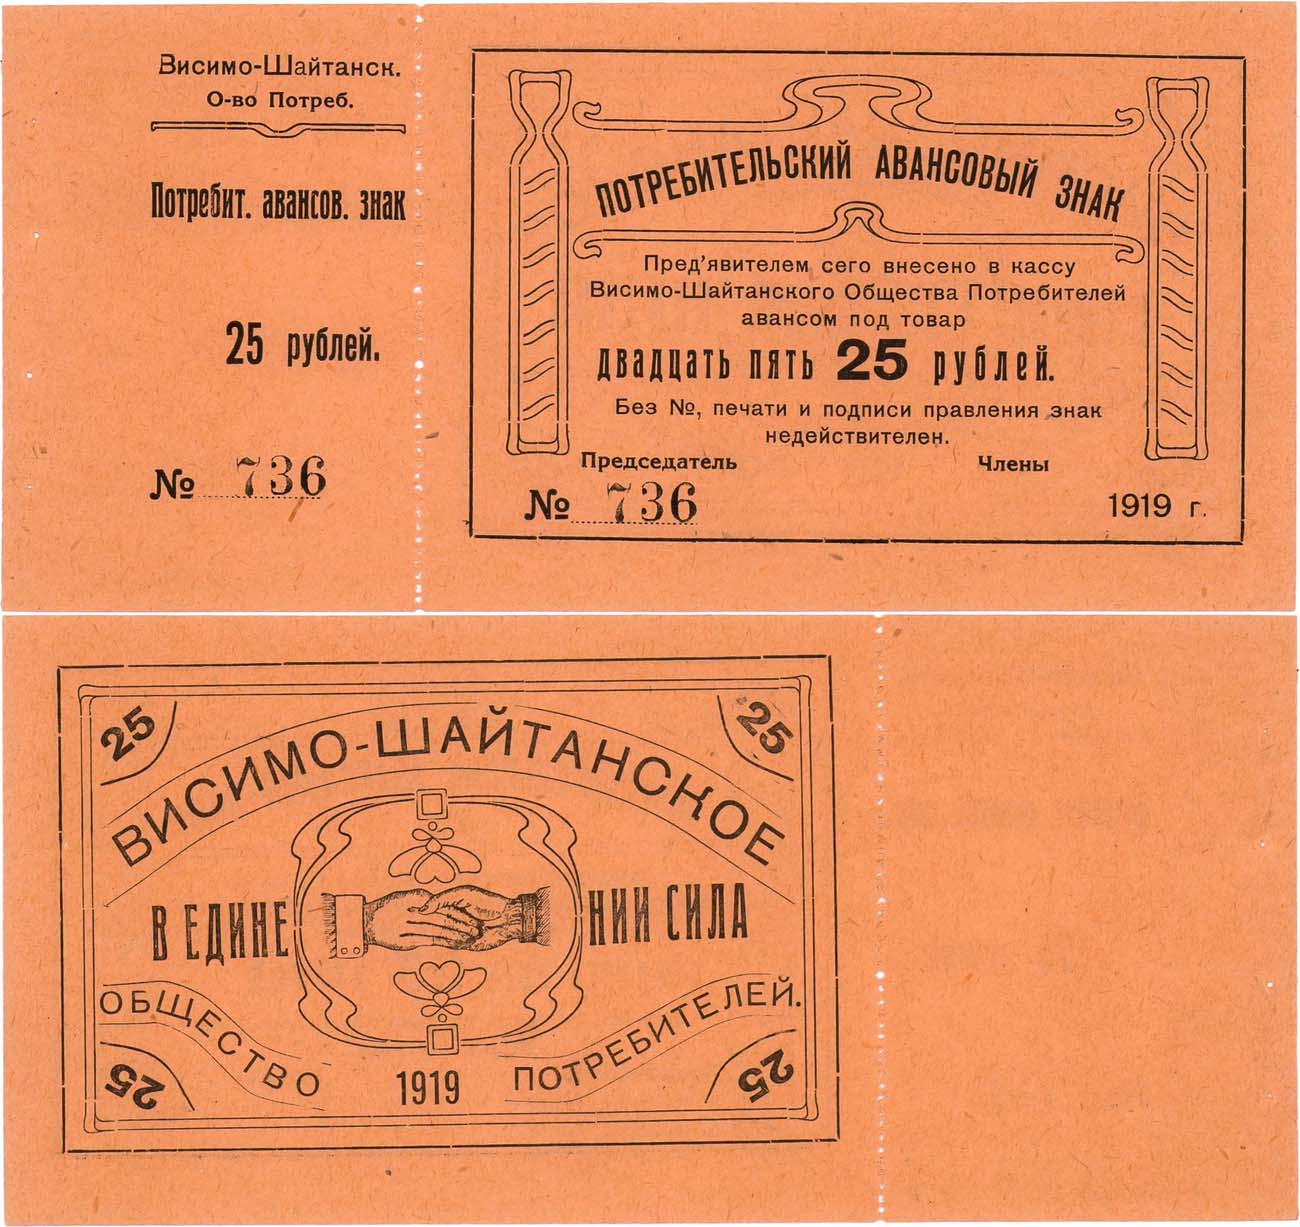 Висимо-Шайтанск.
О-во Потреб.
Потребит. авансов. знак
25 рублей.
№ 736
ПОТРЕБИТЕЛЬСКИЙ АВАНСОВЫЙ ЗНАК
Пред'явителем сего внесено в кассу
Висимо-Шайтанского Общества Потребителей
авансом под товар
двадцать пять 25 рублей.
Без №, печати и подписи правления знак
недействителен.
Председатель Члены
№ 736
1919 г.
25 25
ВИСИМО-ШАЙТАНСКОЕ
В ЕДИНЕНИИ СИЛА
ОБЩЕСТВО ПОТРЕБИТЕЛЕЙ.
25 1919 25